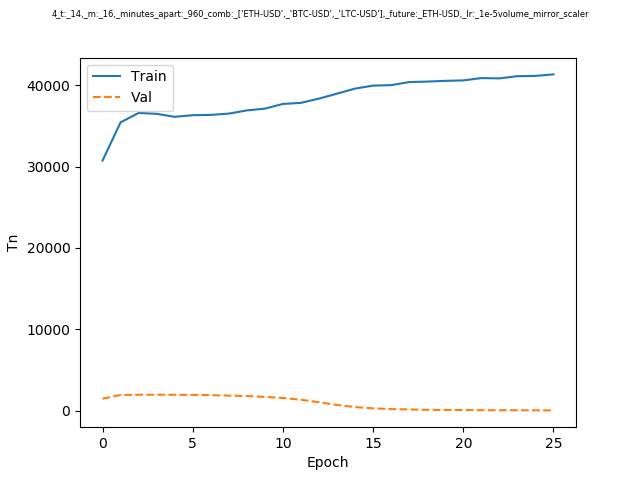 4_t:_14,_m:_16,_minutes_apart:_960_comb:_['ETH-USD',_'BTC-USD',_'LTC-USD'],_future:_ETH-USD,_lr:_1e-5volume_mirror_scaler
Train
Val
40000
30000
20000
10000
0
Tn
0 5 10 15 20 25
Epoch